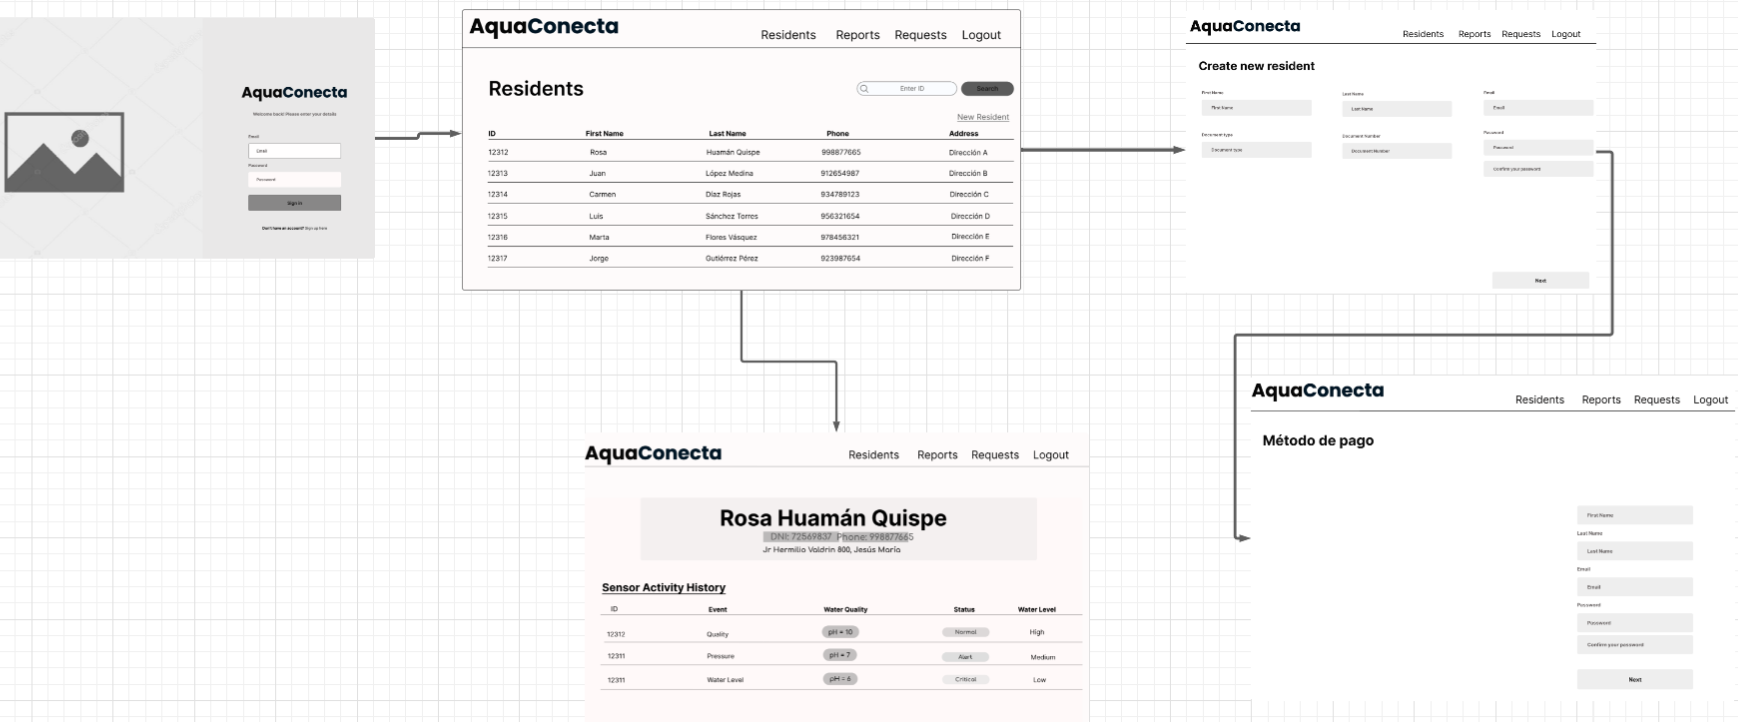 AquaConecta
Welcome back! Please enter your details
Email
Email
Password
Password
Sign in
Don't have an account? Sign up here
AquaConecta
Residents Reports Requests Logout
Residents
Enter ID Search
New Resident
ID First Name Last Name Phone Address
12312 Rosa Huamán Quispe 998877665 Dirección A
12313 Juan López Medina 912654987 Dirección B
12314 Carmen Díaz Rojas 934789123 Dirección C
12315 Luis Sánchez Torres 956321654 Dirección D
12316 Marta Flores Vásquez 978456321 Dirección E
12317 Jorge Gutiérrez Pérez 923987654 Dirección F
AquaConecta
Residents Reports Requests Logout
Create new resident
First Name Last Name Email
First Name Last Name Email
Document type Document Number Password
Document type Document Number Password
Confirm your password
Next
AquaConecta
Residents Reports Requests Logout
Rosa Huamán Quispe
DNI: 72569837 Phone: 998877665
Jr Hermilio Valdrin 800, Jesús María
Sensor Activity History
ID Event Water Quality Status Water Level
12312 Quality pH = 10 Normal High
12311 Pressure pH = 7 Alert Medium
12311 Water Level pH = 6 Critical Low
AquaConecta
Residents Reports Requests Logout
Método de pago
First Name
Last Name
Last Name
Email
Email
Password
Password
Confirm your password
Next